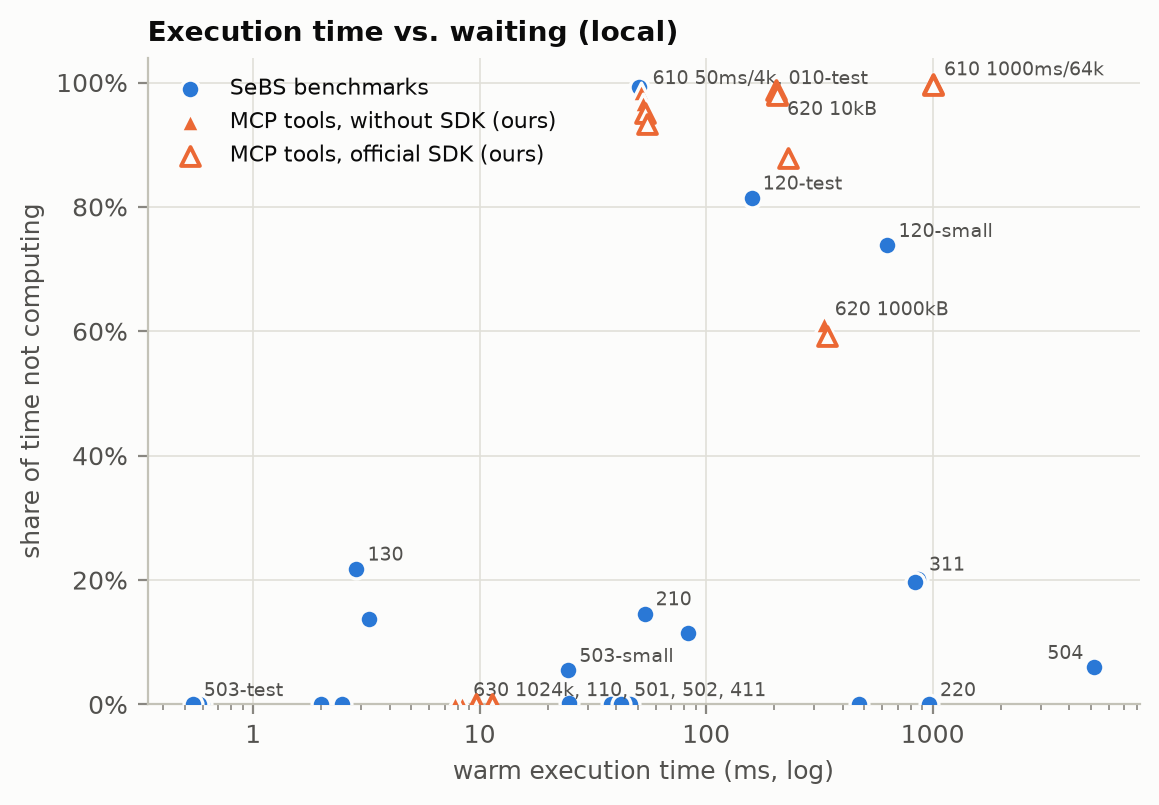 Execution time vs. waiting (local)
SeBS benchmarks
MCP tools, without SDK (ours)
MCP tools, official SDK (ours)
share of time not computing
100%
80%
60%
40%
20%
0%
610 50ms/4k, 010-test
610 1000ms/64k
620 10kB
120-test
120-small
620 1000kB
130
311
210
503-small
504
503-test
630 1024k, 110, 501, 502, 411
220
1
10
100
1000
warm execution time (ms, log)